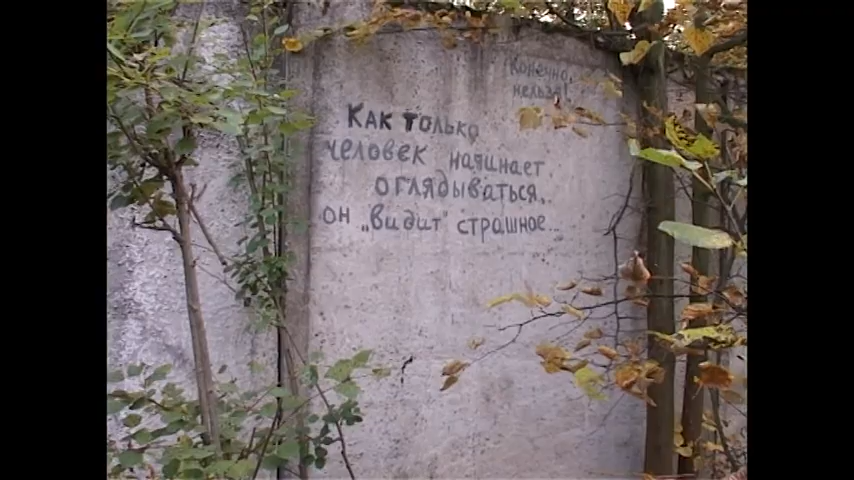 Конечно,
нельзя!
Как только
человек начинает
оглядываться,
он „видит" страшное...